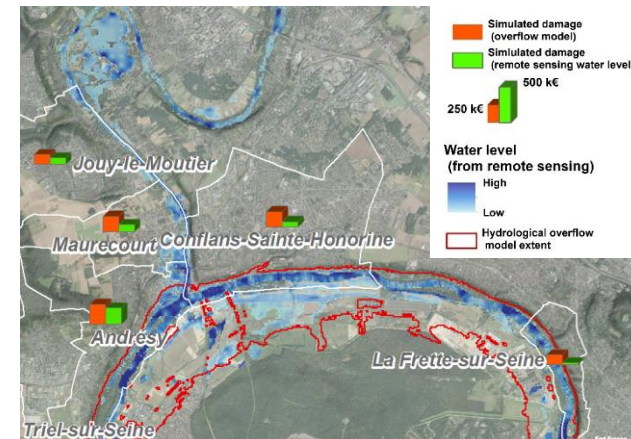 Simulated damage
(overflow model)
Simiulated damage
(remote sensing water level)
500 k€
250 k€
Water level
(from remote sensing)
High
Low
Hydrological overflow
model extent
Jouy-le-Moutier
Maurecourt
Conflans-Sainte-Honorine
Andrésy
La Frette-sur-Seine
Triel-sur-Seine